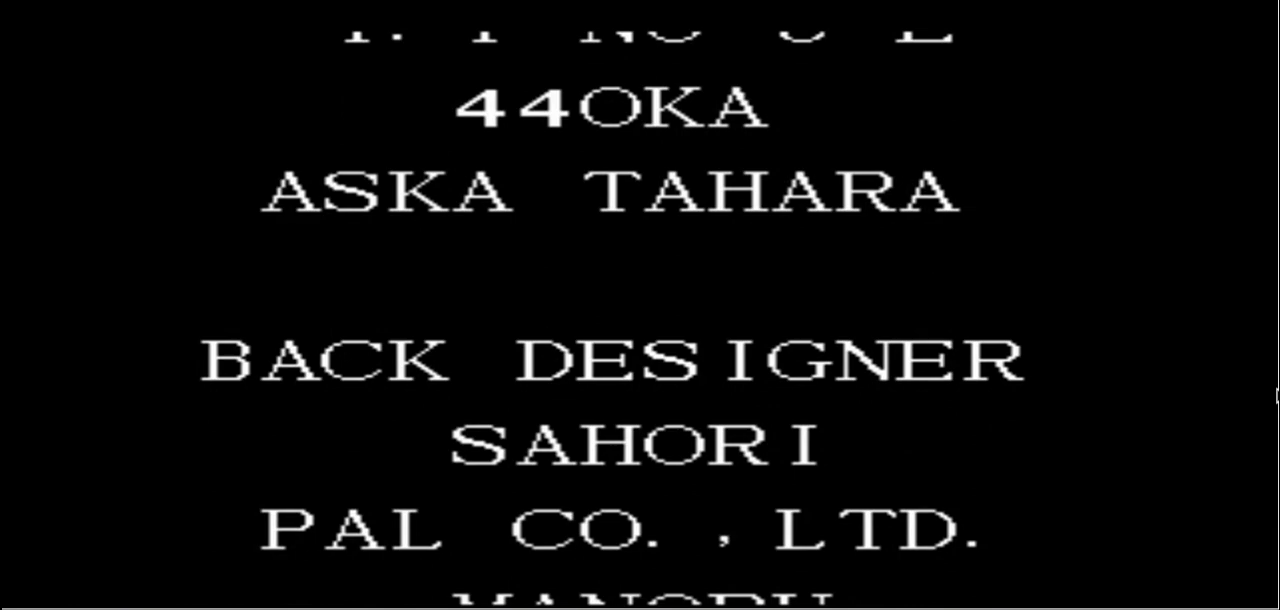 44OKA
ASKA TAHARA
BACK DESIGNER
SAHORI
PAL CO. , LTD.